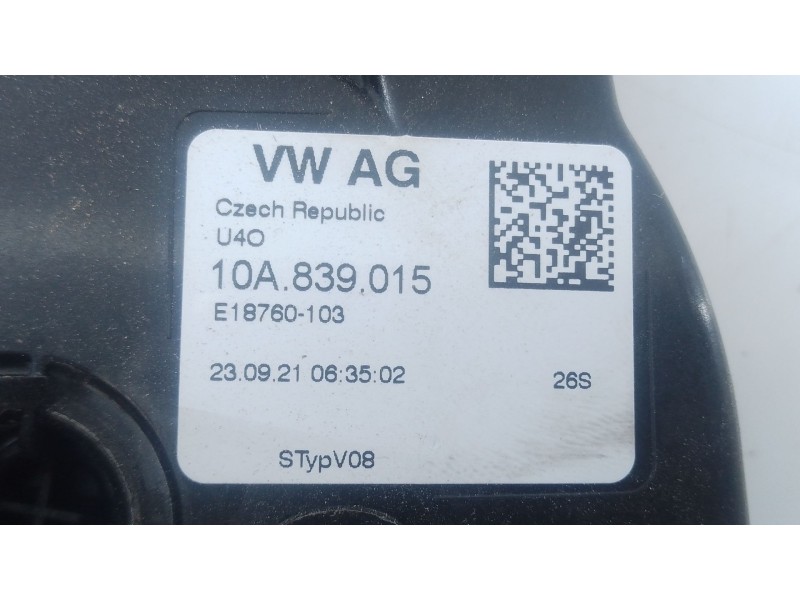 VW AG
Czech Republic
U4O
10A.839.015
E18760-103
23.09.21 06:35:02
26S
STypV08